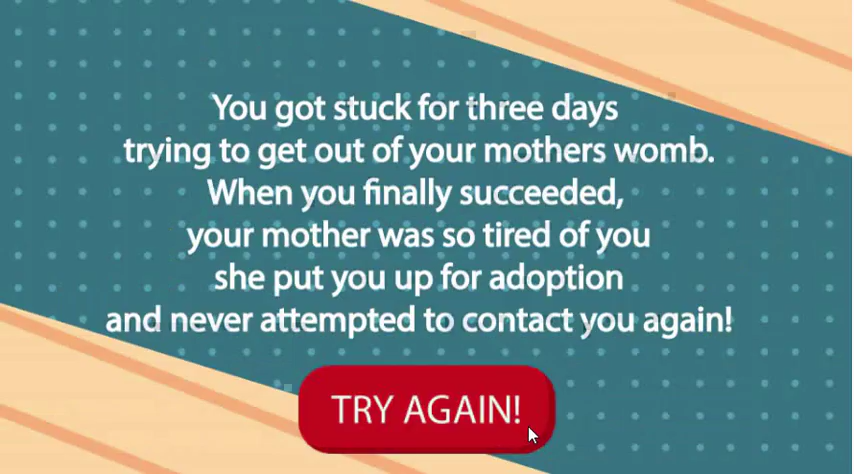 You got stuck for three days
trying to get out of your mothers womb.
When you finally succeeded,
your mother was so tired of you
she put you up for adoption
and never attempted to contact you again!
TRY AGAIN!